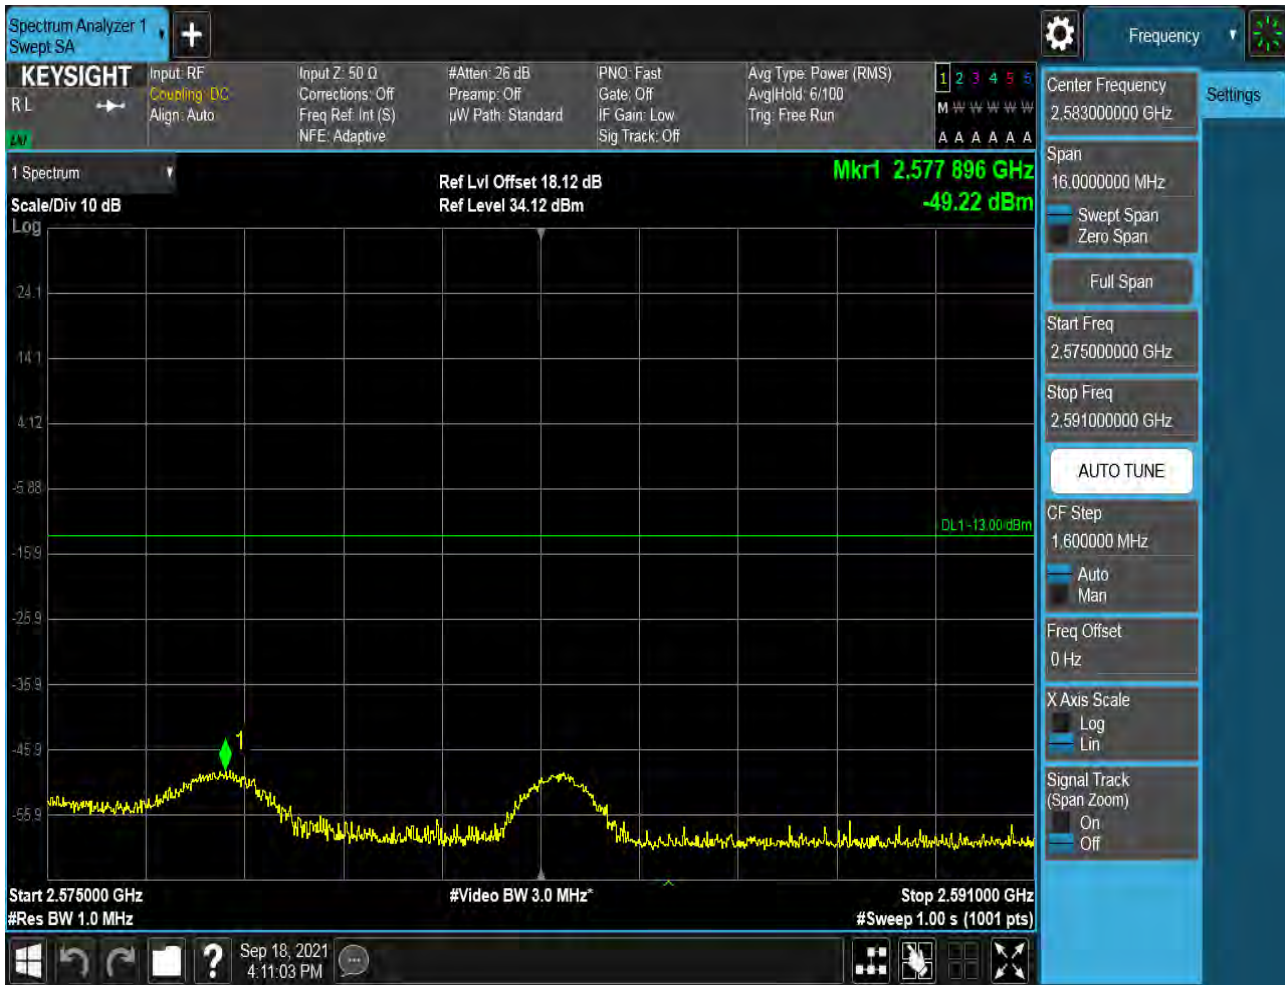 Spectrum Analyzer 1
Swept SA
Frequency
KEYSIGHT
R L
Input: RF
Coupling: DC
Align: Auto
Input Z: 50 Ω
Corrections: Off
Freq Ref: Int (S)
NFE: Adaptive
#Atten: 26 dB
Preamp: Off
µW Path: Standard
PNO: Fast
Gate: Off
IF Gain: Low
Sig Track: Off
Avg Type: Power (RMS)
Avg|Hold: 6/100
Trig: Free Run
1 2 3 4 5 6
M W W W W W
A A A A A A
1 Spectrum
Scale/Div 10 dB
Log
Ref Lvl Offset 18.12 dB
Ref Level 34.12 dBm
Mkr1 2.577 896 GHz
-49.22 dBm
24.1
14.1
4.12
-5.88
DL1 -13.00 dBm
-15.9
-25.9
-35.9
-45.9
1
-55.9
Start 2.575000 GHz
#Res BW 1.0 MHz
#Video BW 3.0 MHz*
Stop 2.591000 GHz
#Sweep 1.00 s (1001 pts)
Center Frequency
2.583000000 GHz
Settings
Span
16.0000000 MHz
Swept Span
Zero Span
Full Span
Start Freq
2.575000000 GHz
Stop Freq
2.591000000 GHz
AUTO TUNE
CF Step
1.600000 MHz
Auto
Man
Freq Offset
0 Hz
X Axis Scale
Log
Lin
Signal Track
(Span Zoom)
On
Off
?
Sep 18, 2021
4:11:03 PM